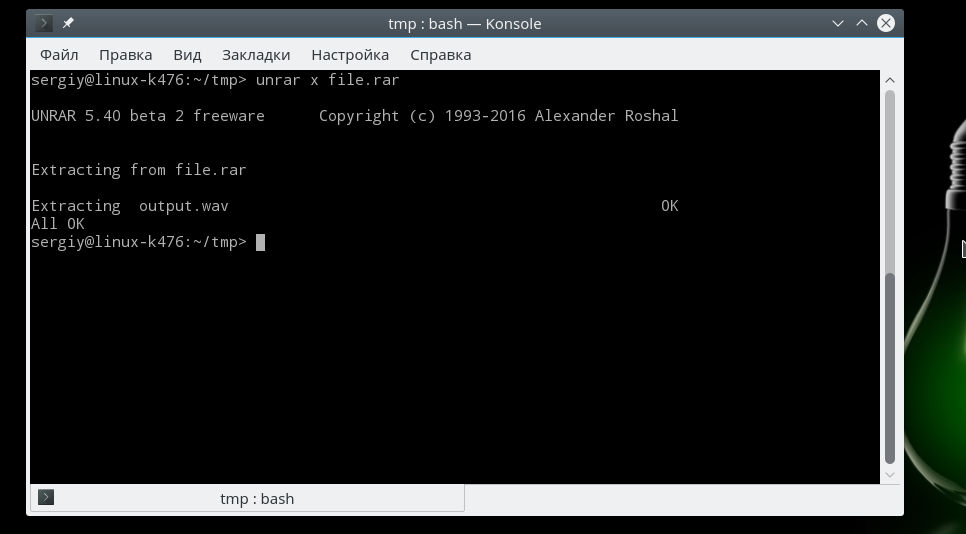 tmp : bash — Konsole
Файл Правка Вид Закладки Настройка Справка
sergiy@linux-k476:~/tmp> unrar x file.rar
UNRAR 5.40 beta 2 freeware      Copyright (c) 1993-2016 Alexander Roshal
Extracting from file.rar
Extracting  output.wav                                                OK
All OK
sergiy@linux-k476:~/tmp>
tmp : bash